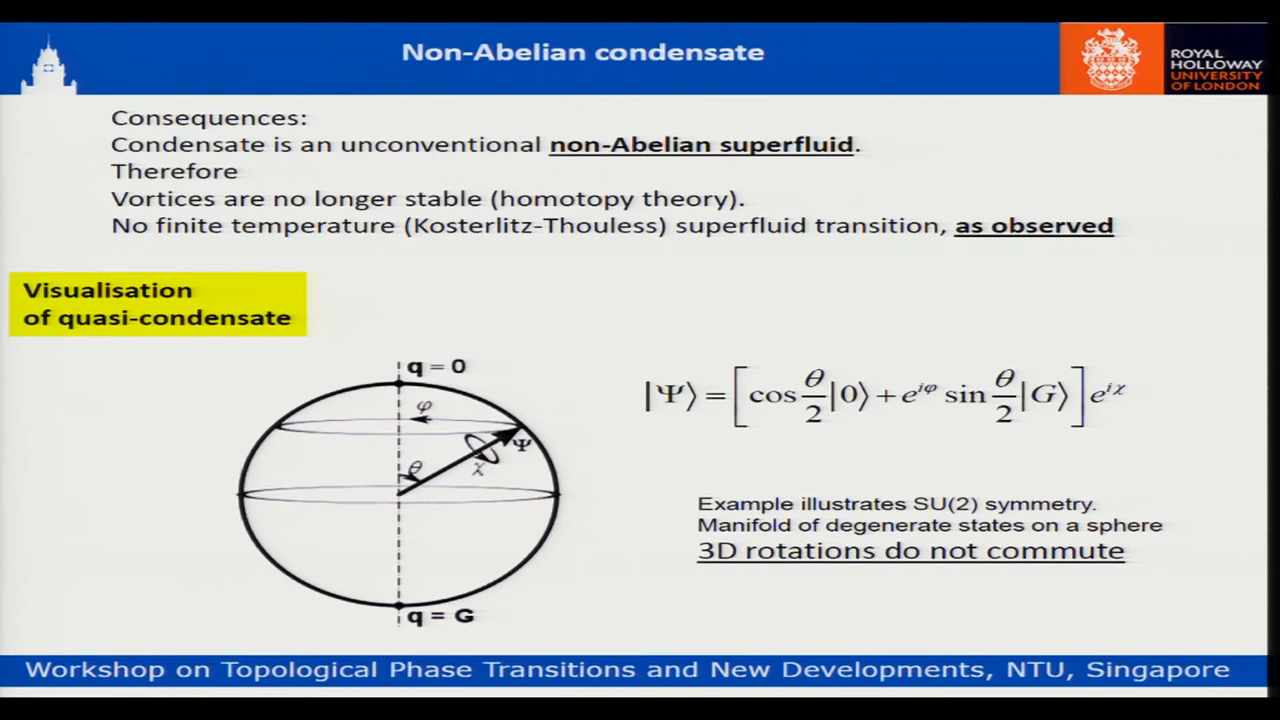 Non-Abelian condensate
ROYAL
HOLLOWAY
UNIVERSITY
OF LONDON
Consequences:
Condensate is an unconventional non-Abelian superfluid.
Therefore
Vortices are no longer stable (homotopy theory).
No finite temperature (Kosterlitz-Thouless) superfluid transition, as observed
Visualisation
of quasi-condensate
q = 0
φ
θ
Ψ
χ
q = G
|Ψ⟩ = [cos θ/2 |0⟩ + e^{iφ} sin θ/2 |G⟩] e^{iχ}
Example illustrates SU(2) symmetry.
Manifold of degenerate states on a sphere
3D rotations do not commute
Workshop on Topological Phase Transitions and New Developments, NTU, Singapore